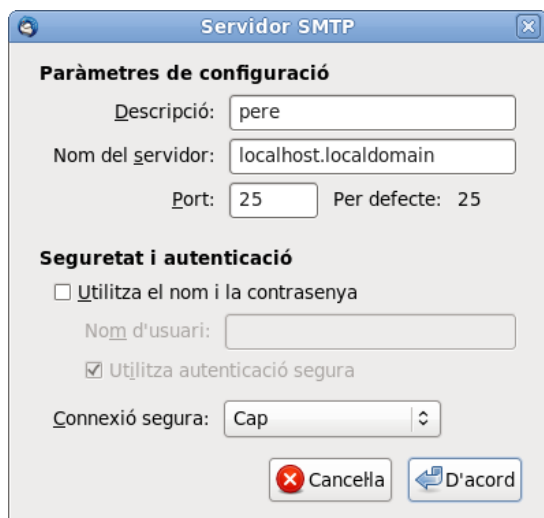 Servidor SMTP
Paràmetres de configuració
Descripció: pere
Nom del servidor: localhost.localdomain
Port: 25 Per defecte: 25
Seguretat i autenticació
Utilitza el nom i la contrasenya
Nom d'usuari:
Utilitza autenticació segura
Connexió segura: Cap
Canceŀla D'acord